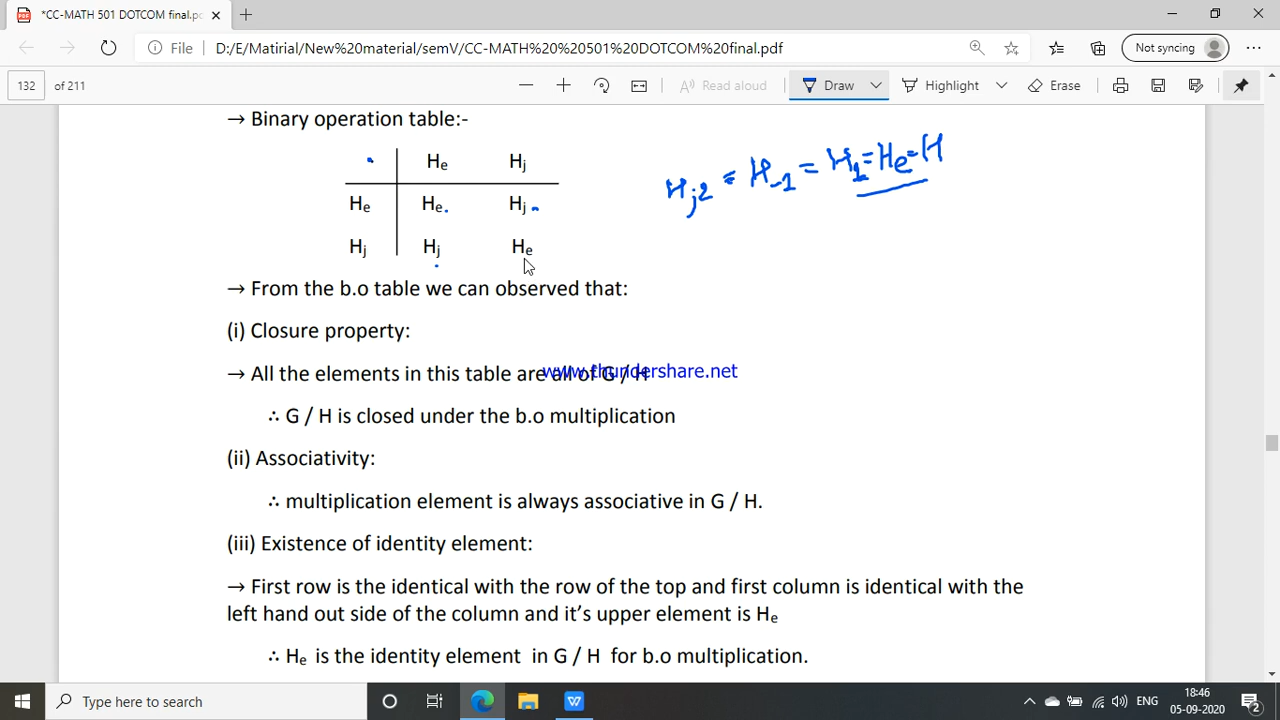 *CC-MATH 501 DOTCOM final.pd
File D:/E/Matirial/New%20material/semV/CC-MATH%20%20501%20DOTCOM%20final.pdf Not syncing
132 of 211 Read aloud Draw Highlight Erase
→ Binary operation table:-
. He Hj
He He. Hj.
Hj Hj He
Hj2 = H-1 = H1=He=H
→ From the b.o table we can observed that:
(i) Closure property:
→ All the elements in this table are all of G / H
www.thundershare.net
∴ G / H is closed under the b.o multiplication
(ii) Associativity:
∴ multiplication element is always associative in G / H.
(iii) Existence of identity element:
→ First row is the identical with the row of the top and first column is identical with the
left hand out side of the column and it's upper element is He
∴ He is the identity element in G / H for b.o multiplication.
Type here to search
ENG
18:46
05-09-2020
2